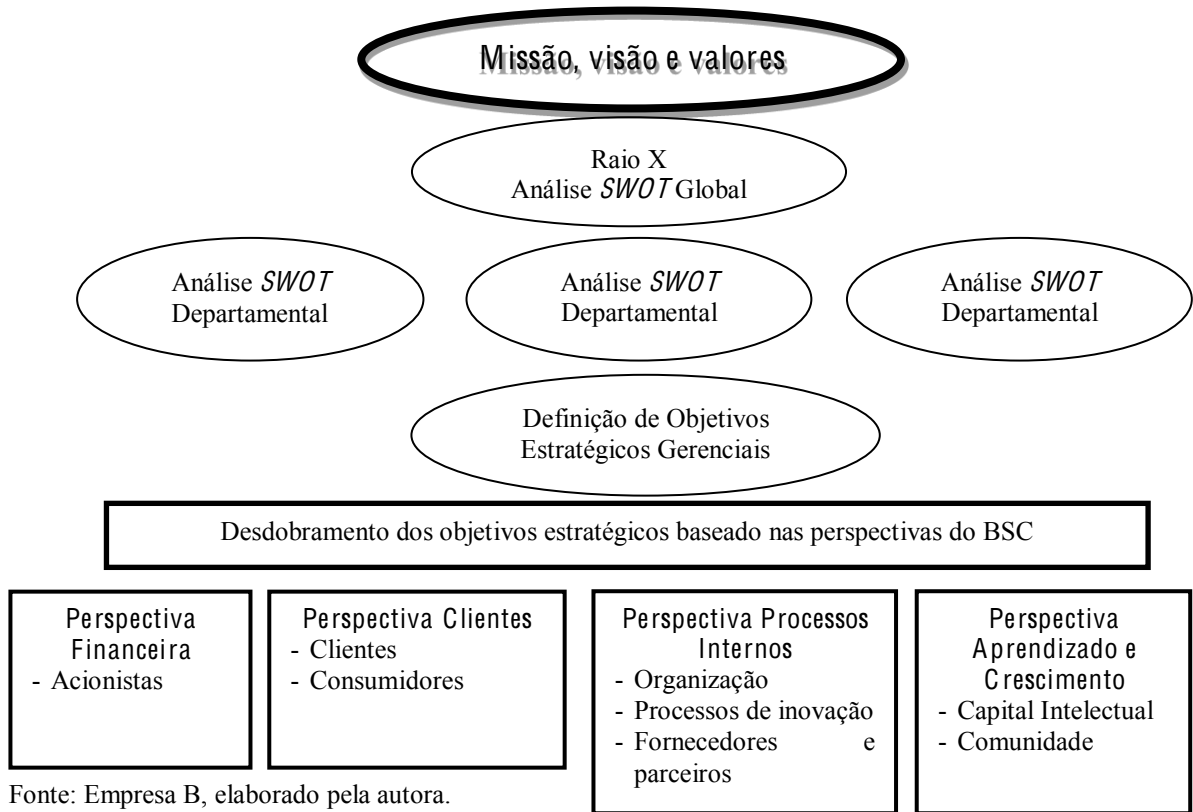 Missão, visão e valores
Raio X
Análise SWOT Global
Análise SWOT
Departamental
Análise SWOT
Departamental
Análise SWOT
Departamental
Definição de Objetivos
Estratégicos Gerenciais
Desdobramento dos objetivos estratégicos baseado nas perspectivas do BSC
Perspectiva
Financeira
- Acionistas
Perspectiva Clientes
- Clientes
- Consumidores
Perspectiva Processos
Internos
- Organização
- Processos de inovação
- Fornecedores e
parceiros
Perspectiva
Aprendizado e
Crescimento
- Capital Intelectual
- Comunidade
Fonte: Empresa B, elaborado pela autora.